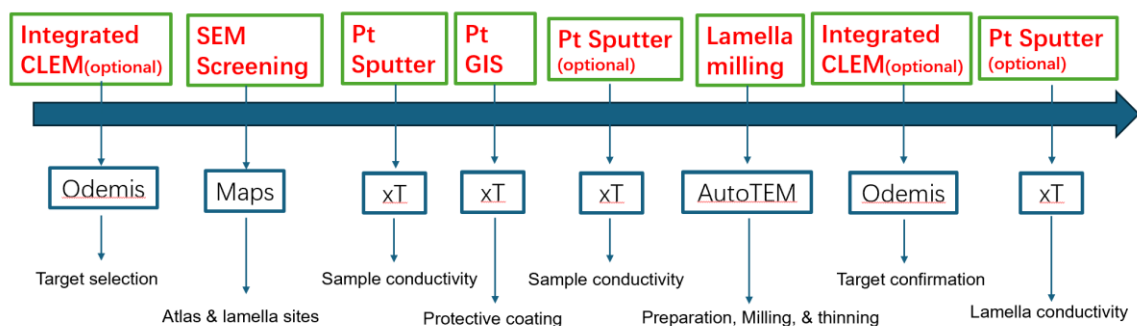 Integrated
CLEM(optional)
SEM
Screening
Pt
Sputter
Pt
GIS
Pt Sputter
(optional)
Lamella
milling
Integrated
CLEM(optional)
Pt Sputter
(optional)
Odemis
Maps
xT
xT
xT
AutoTEM
Odemis
xT
Target selection
Atlas & lamella sites
Sample conductivity
Protective coating
Sample conductivity
Preparation, Milling, & thinning
Target confirmation
Lamella conductivity